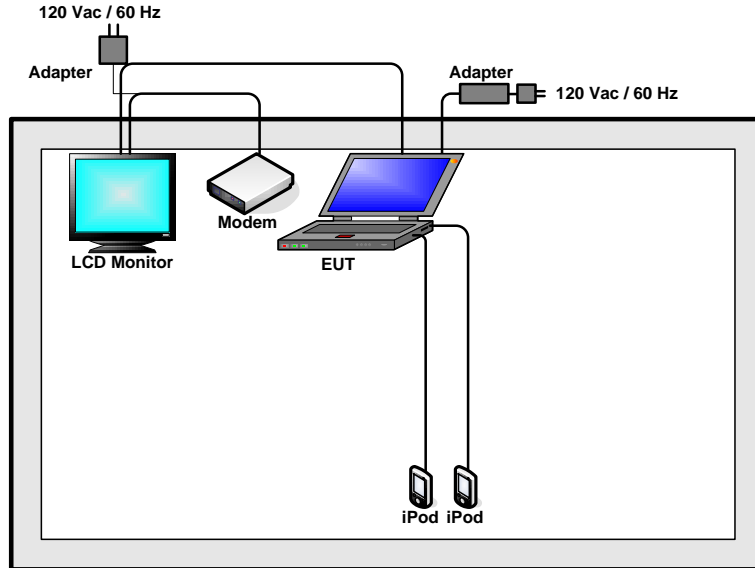 120 Vac / 60 Hz
Adapter
Adapter
120 Vac / 60 Hz
Modem
LCD Monitor
EUT
iPod
iPod